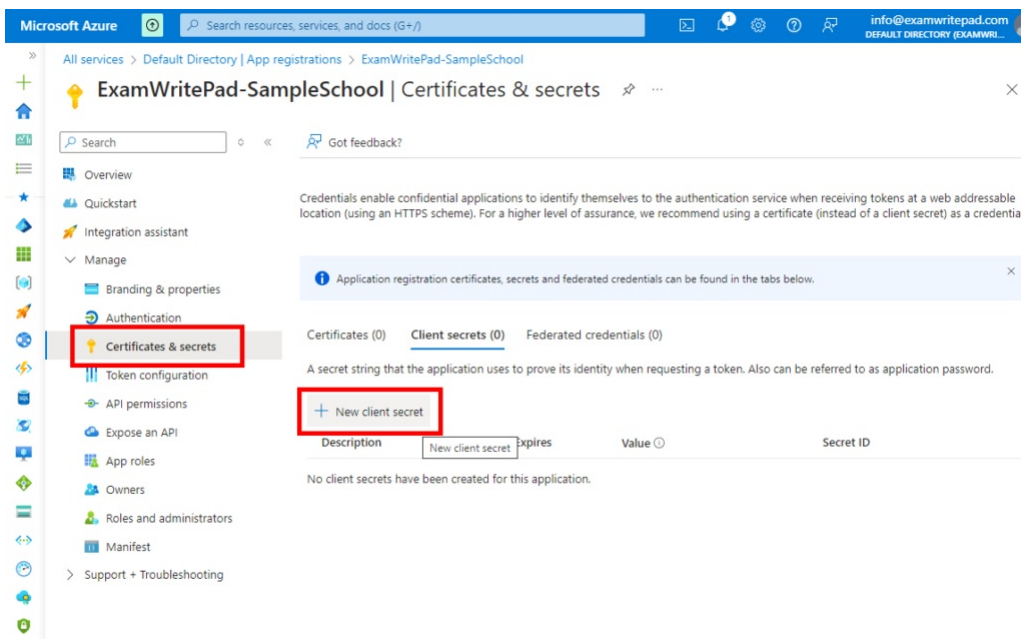 Microsoft Azure
Search resources, services, and docs (G+/)
1
info@examwritepad.com
DEFAULT DIRECTORY (EXAMWRI...
All services > Default Directory | App registrations > ExamWritePad-SampleSchool
ExamWritePad-SampleSchool | Certificates & secrets
Search
Got feedback?
Overview
Quickstart
Integration assistant
Manage
Branding & properties
Authentication
Certificates & secrets
Token configuration
API permissions
Expose an API
App roles
Owners
Roles and administrators
Manifest
Support + Troubleshooting
Credentials enable confidential applications to identify themselves to the authentication service when receiving tokens at a web addressable
location (using an HTTPS scheme). For a higher level of assurance, we recommend using a certificate (instead of a client secret) as a credentia
Application registration certificates, secrets and federated credentials can be found in the tabs below.
Certificates (0) Client secrets (0) Federated credentials (0)
A secret string that the application uses to prove its identity when requesting a token. Also can be referred to as application password.
New client secret
Description Expires Value Secret ID
New client secret
No client secrets have been created for this application.